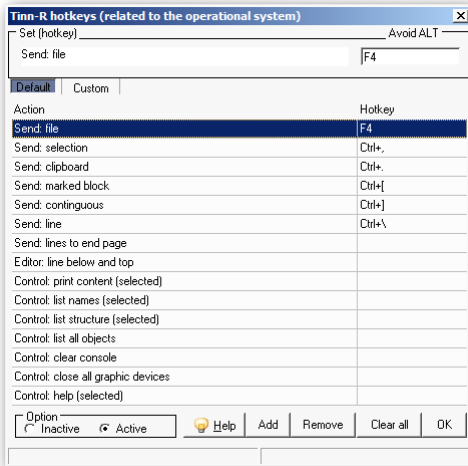 Tinn-R hotkeys (related to the operational system)
Set (hotkey) Avoid ALT
Send: file F4
Default Custom
Action Hotkey
Send: file F4
Send: selection Ctrl+,
Send: clipboard Ctrl+.
Send: marked block Ctrl+[
Send: continguous Ctrl+]
Send: line Ctrl+\
Send: lines to end page
Editor: line below and top
Control: print content (selected)
Control: list names (selected)
Control: list structure (selected)
Control: list all objects
Control: clear console
Control: close all graphic devices
Control: help (selected)
Option
Inactive Active Help Add Remove Clear all OK